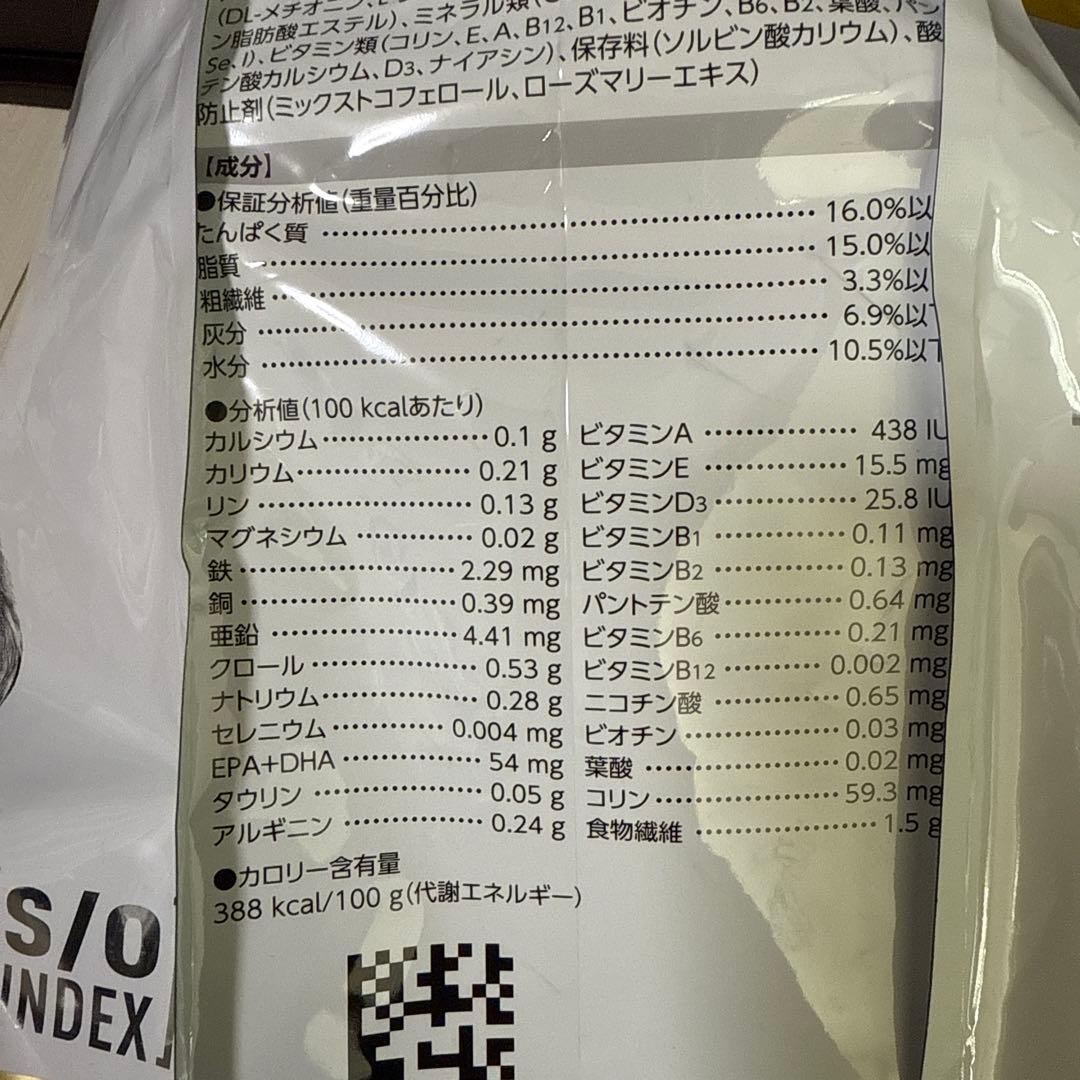 (DL-メチオニン、
ン脂肪酸エステル)、ミネラル類(
Se、I)、ビタミン類(コリン、E、A、B12、B1、ビオチン、B6、B2、葉酸、パン
テン酸カルシウム、D3、ナイアシン)、保存料(ソルビン酸カリウム)、酸
防止剤(ミックストコフェロール、ローズマリーエキス)
【成分】
●保証分析値(重量百分比)
たんぱく質 16.0%以
脂質 15.0%以
粗繊維 3.3%以
灰分 6.9%以下
水分 10.5%以下
●分析値(100 kcalあたり)
カルシウム 0.1 g ビタミンA 438 IU
カリウム 0.21 g ビタミンE 15.5 mg
リン 0.13 g ビタミンD3 25.8 IU
マグネシウム 0.02 g ビタミンB1 0.11 mg
鉄 2.29 mg ビタミンB2 0.13 mg
銅 0.39 mg パントテン酸 0.64 mg
亜鉛 4.41 mg ビタミンB6 0.21 mg
クロール 0.53 g ビタミンB12 0.002 mg
ナトリウム 0.28 g ニコチン酸 0.65 mg
セレニウム 0.004 mg ビオチン 0.03 mg
EPA+DHA 54 mg 葉酸 0.02 mg
タウリン 0.05 g コリン 59.3 mg
アルギニン 0.24 g 食物繊維 1.5 g
●カロリー含有量
388 kcal/100 g(代謝エネルギー)
S/O
INDEX」